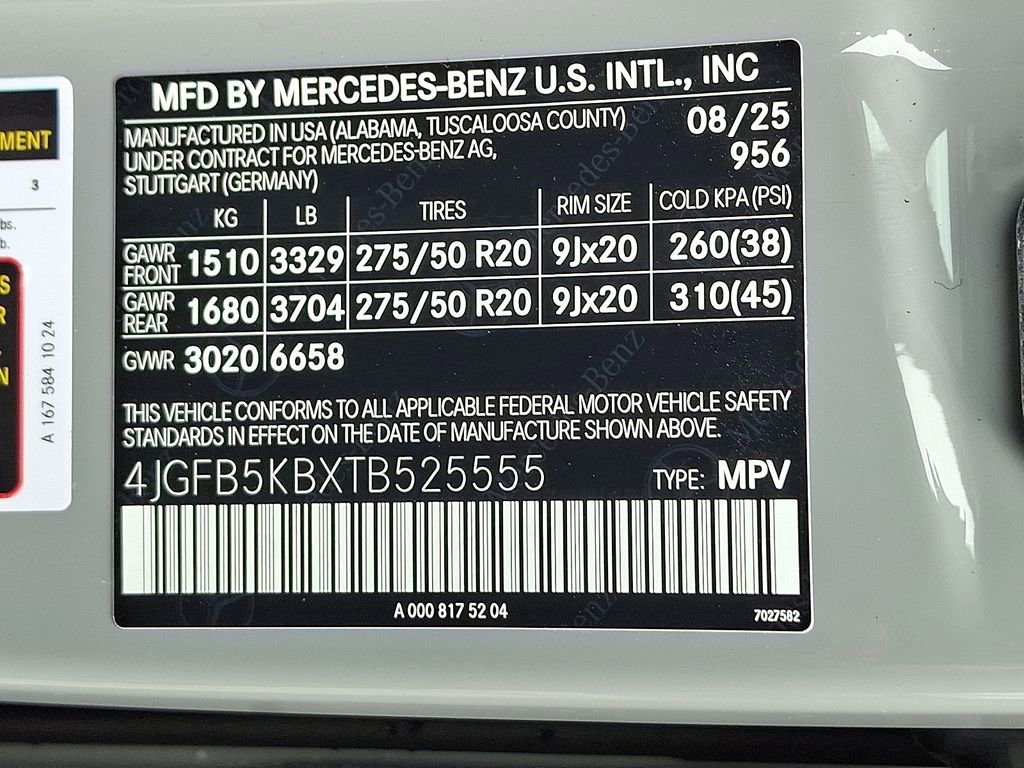 MFD BY MERCEDES-BENZ U.S. INTL., INC
MANUFACTURED IN USA (ALABAMA, TUSCALOOSA COUNTY) 08/25
UNDER CONTRACT FOR MERCEDES-BENZ AG, 956
STUTTGART (GERMANY)
KG LB TIRES RIM SIZE COLD KPA (PSI)
GAWR FRONT 1510 3329 275/50 R20 9Jx20 260(38)
GAWR REAR 1680 3704 275/50 R20 9Jx20 310(45)
GVWR 3020 6658
THIS VEHICLE CONFORMS TO ALL APPLICABLE FEDERAL MOTOR VEHICLE SAFETY
STANDARDS IN EFFECT ON THE DATE OF MANUFACTURE SHOWN ABOVE.
4JGFB5KBXTB525555 TYPE: MPV
A 000 817 52 04 7027582
3
A 167 584 10 24